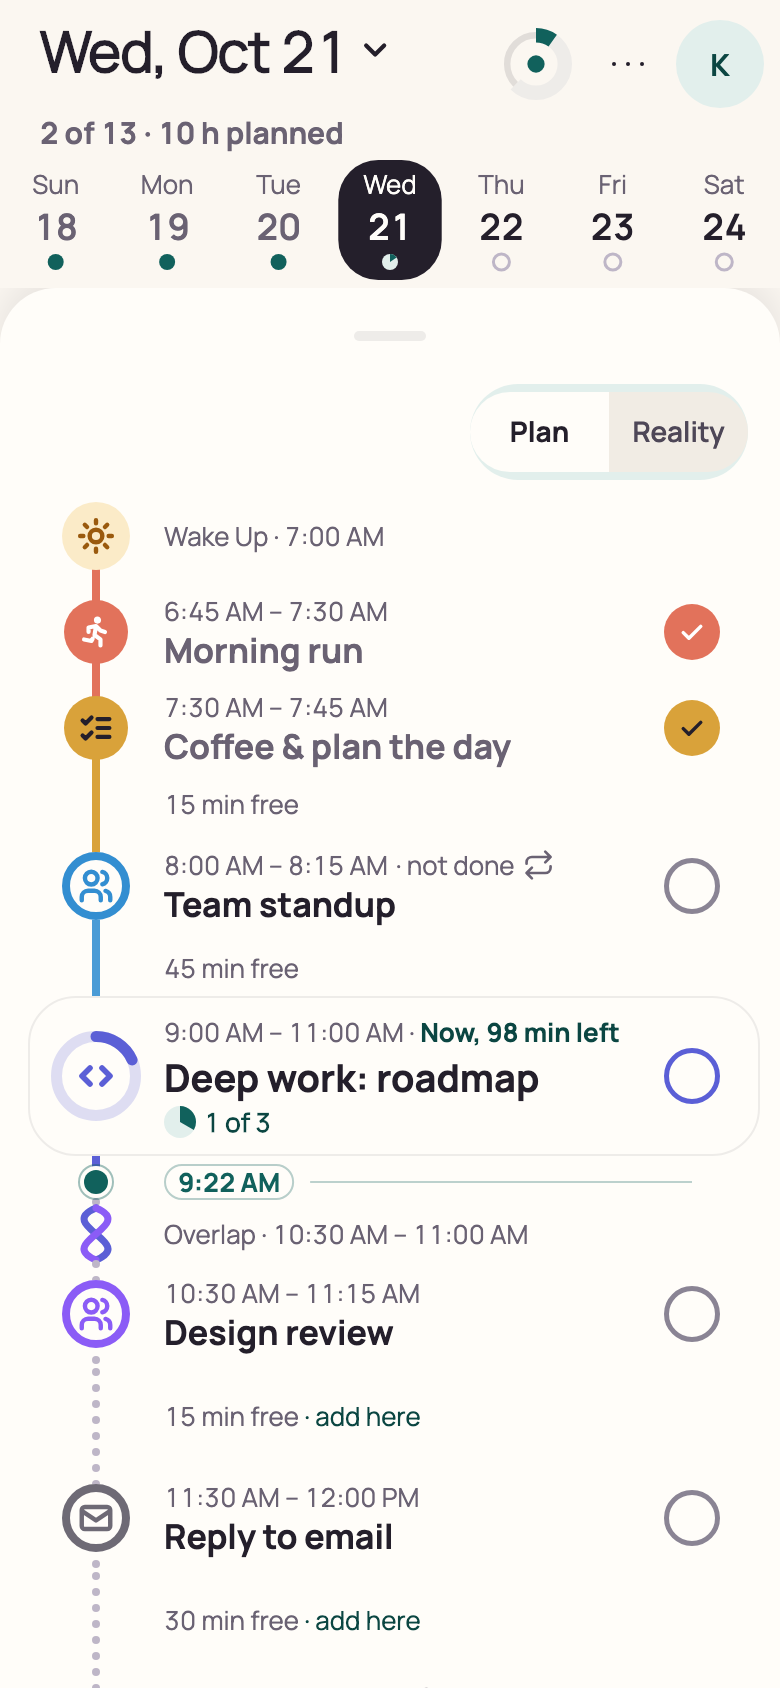 Wed, Oct 21
...
K
2 of 13 · 10 h planned
Sun Mon Tue Wed Thu Fri Sat
18 19 20 21 22 23 24
Plan Reality
Wake Up · 7:00 AM
6:45 AM – 7:30 AM
Morning run
7:30 AM – 7:45 AM
Coffee & plan the day
15 min free
8:00 AM – 8:15 AM · not done
Team standup
45 min free
9:00 AM – 11:00 AM · Now, 98 min left
Deep work: roadmap
1 of 3
9:22 AM
Overlap · 10:30 AM – 11:00 AM
10:30 AM – 11:15 AM
Design review
15 min free · add here
11:30 AM – 12:00 PM
Reply to email
30 min free · add here